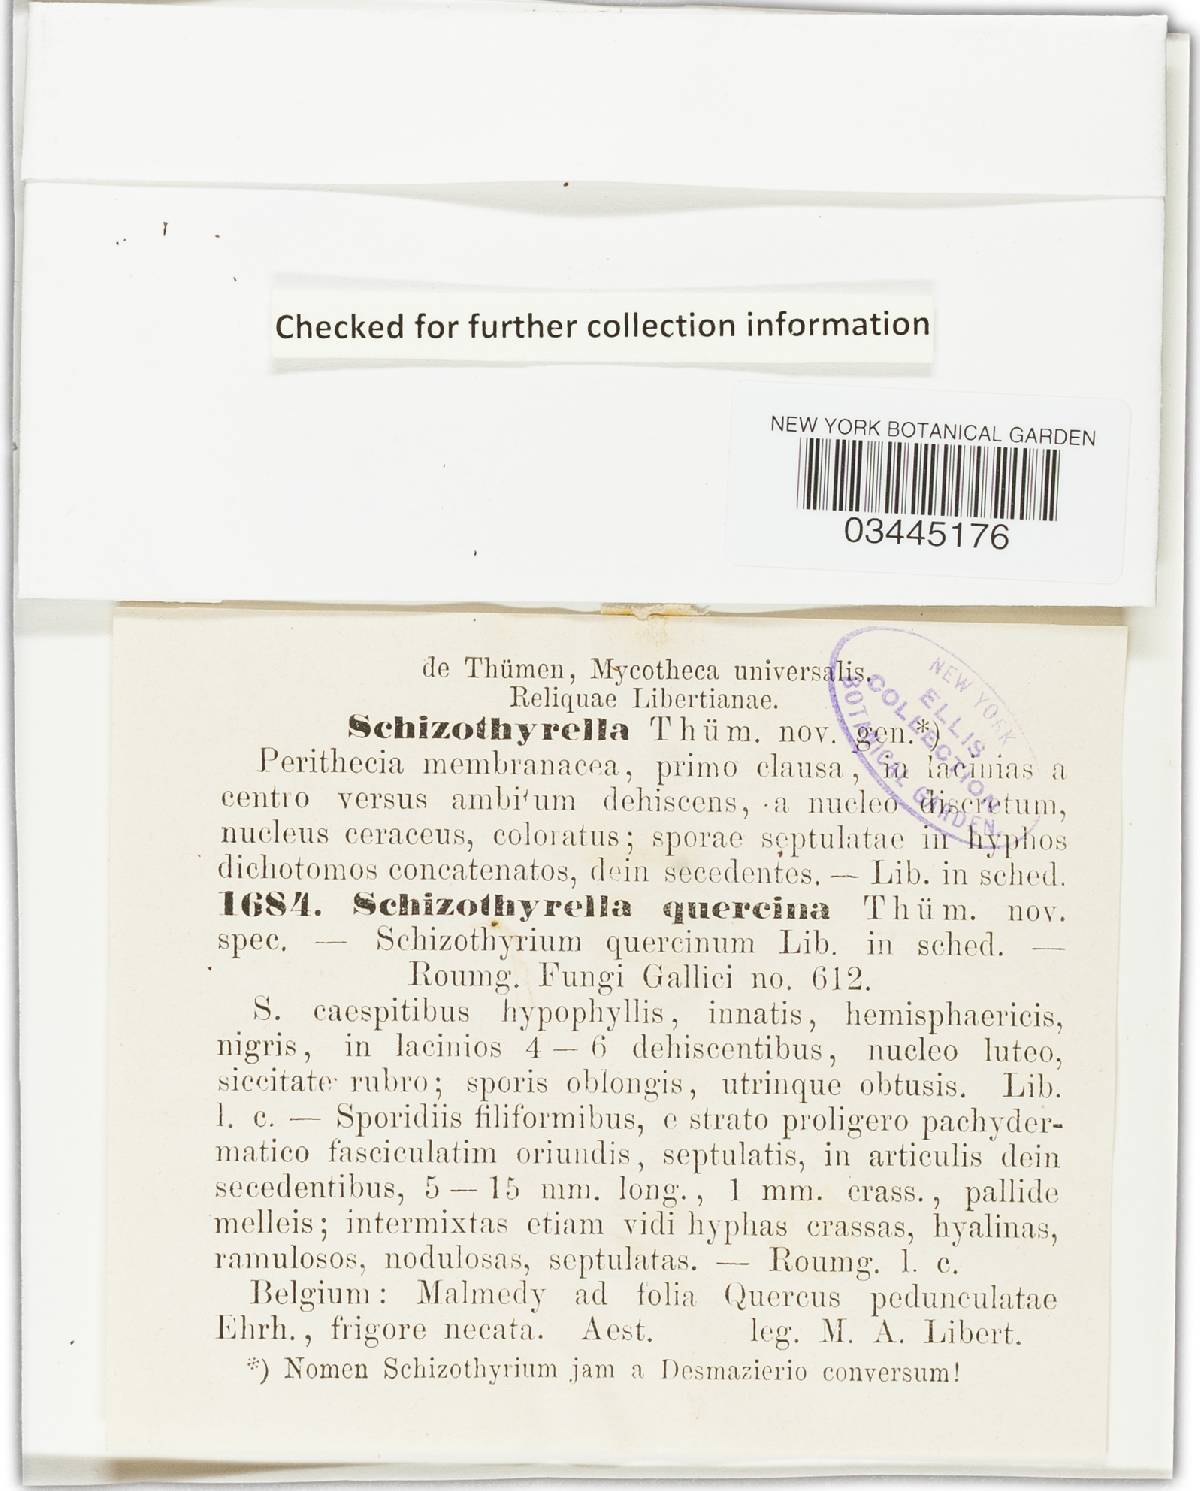 Checked for further collection information
NEW YORK BOTANICAL GARDEN
03445176
de Thümen, Mycotheca universalis.
Reliquae Libertianae.
Schizothyrella Thüm. nov. gen.*)
Perithecia membranacea, primo clausa, in lacinias a
centro versus ambitum dehiscens, a nucleo discretum,
nucleus ceraceus, coloratus; sporae septulatae in hyphos
dichotomos concatenatos, dein secedentes. — Lib. in sched.
1684. Schizothyrella quercina Thüm. nov.
spec. — Schizothyrium quercinum Lib. in sched. —
Roumg. Fungi Gallici no. 612.
S. caespitibus hypophyllis, innatis, hemisphaericis,
nigris, in lacinios 4 — 6 dehiscentibus, nucleo luteo,
siccitate rubro; sporis oblongis, utrinque obtusis. Lib.
l. c. — Sporidiis filiformibus, e strato proligero pachyder-
matico fasciculatim oriundis, septulatis, in articulis dein
secedentibus, 5 — 15 mm. long., 1 mm. crass., pallide
melleis; intermixtas etiam vidi hyphas crassas, hyalinas,
ramulosos, nodulosas, septulatas. — Roumg. l. c.
Belgium: Malmedy ad folia Quercus pedunculatae
Ehrh., frigore necata. Aest. leg. M. A. Libert.
*) Nomen Schizothyrium jam a Desmazierio conversum!
NEW YORK
ELLIS
COLLECTION
BOTANICAL GARDEN.